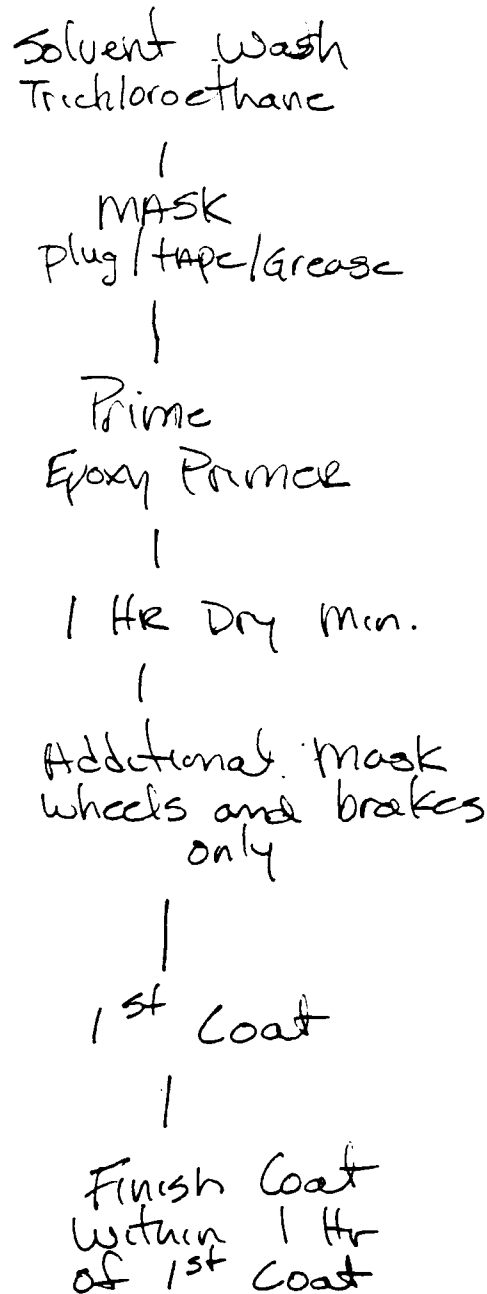 Solvent Wash
Trichloroethane
MASK
Plug/tape/Grease
Prime
Epoxy Primer
1 HR Dry Min.
Additional Mask
wheels and brakes
only
1st Coat
Finish Coat
Within 1 Hr
of 1st Coat